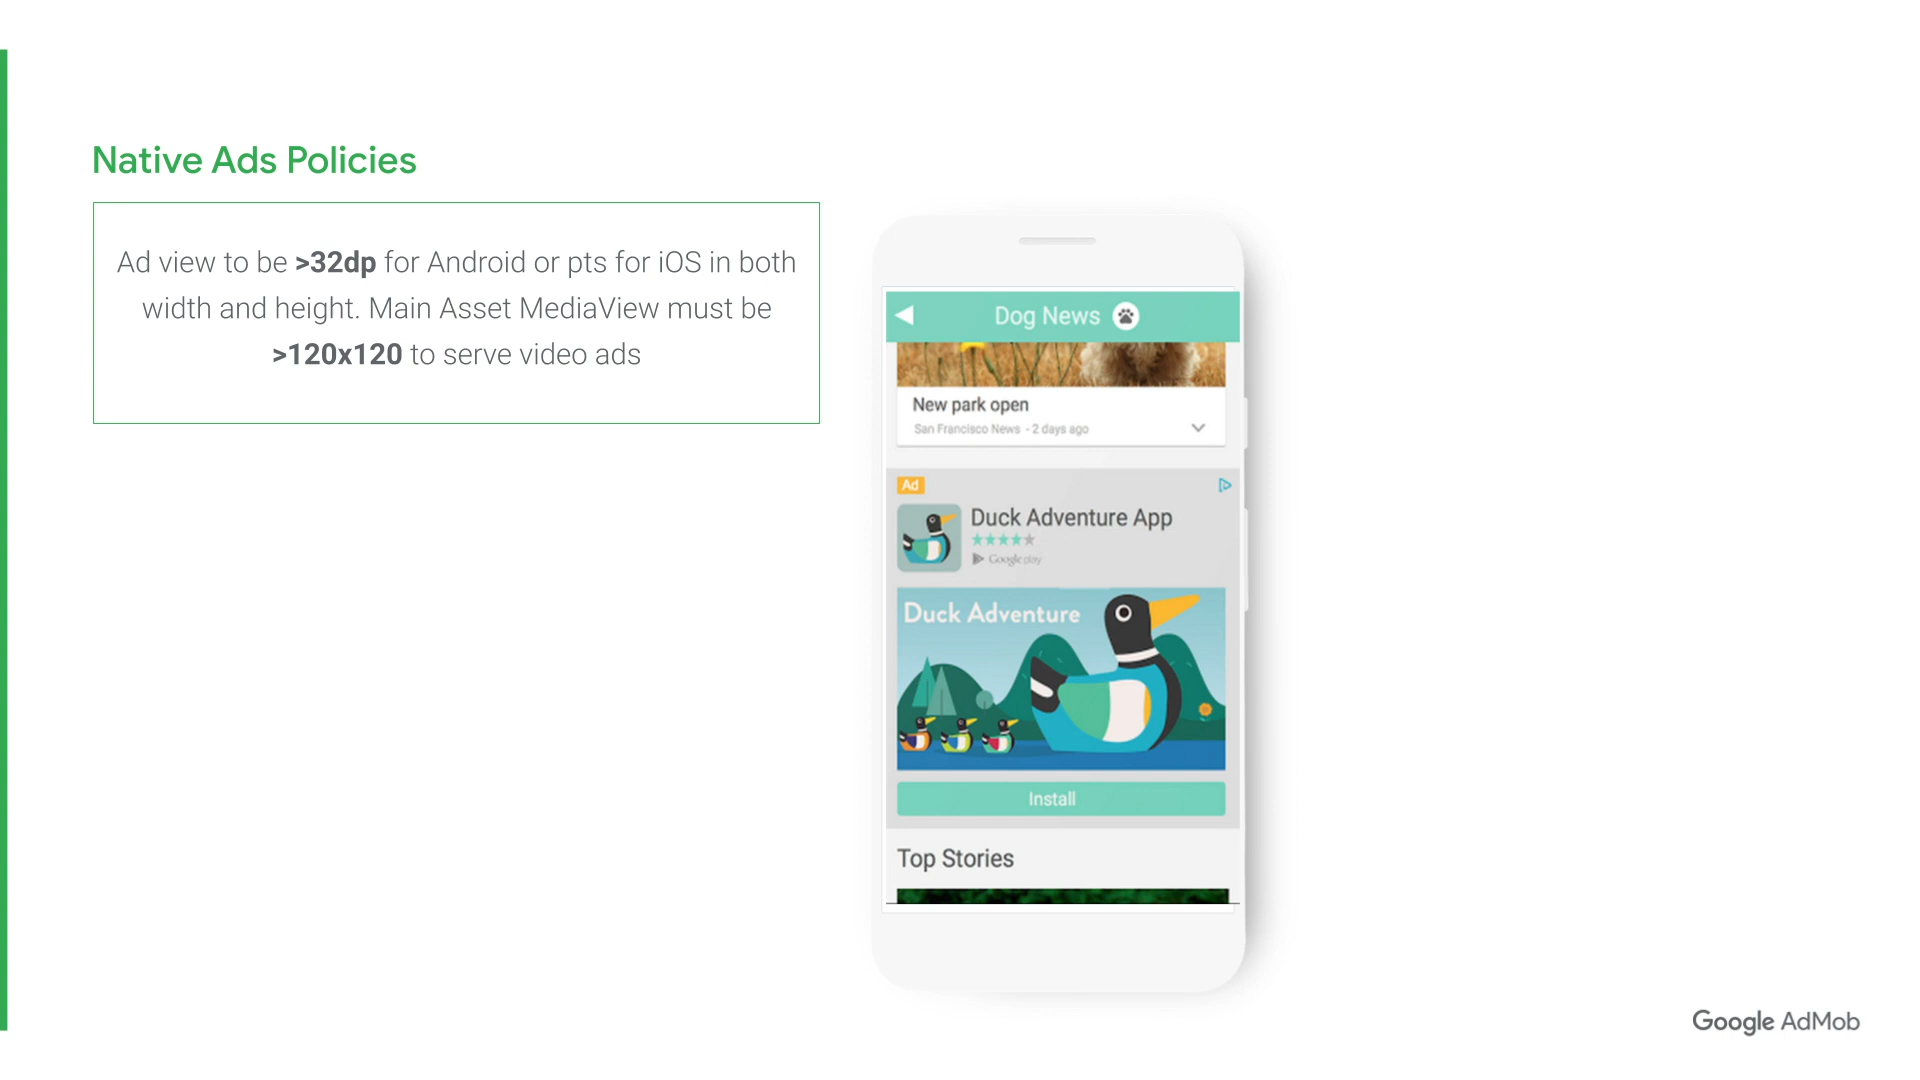 Native Ads Policies
Ad view to be >32dp for Android or pts for iOS in both
width and height. Main Asset MediaView must be
>120x120 to serve video ads
Dog News
New park open
San Francisco News - 2 days ago
Ad
Duck Adventure App
Google play
Duck Adventure
Install
Top Stories
Google AdMob